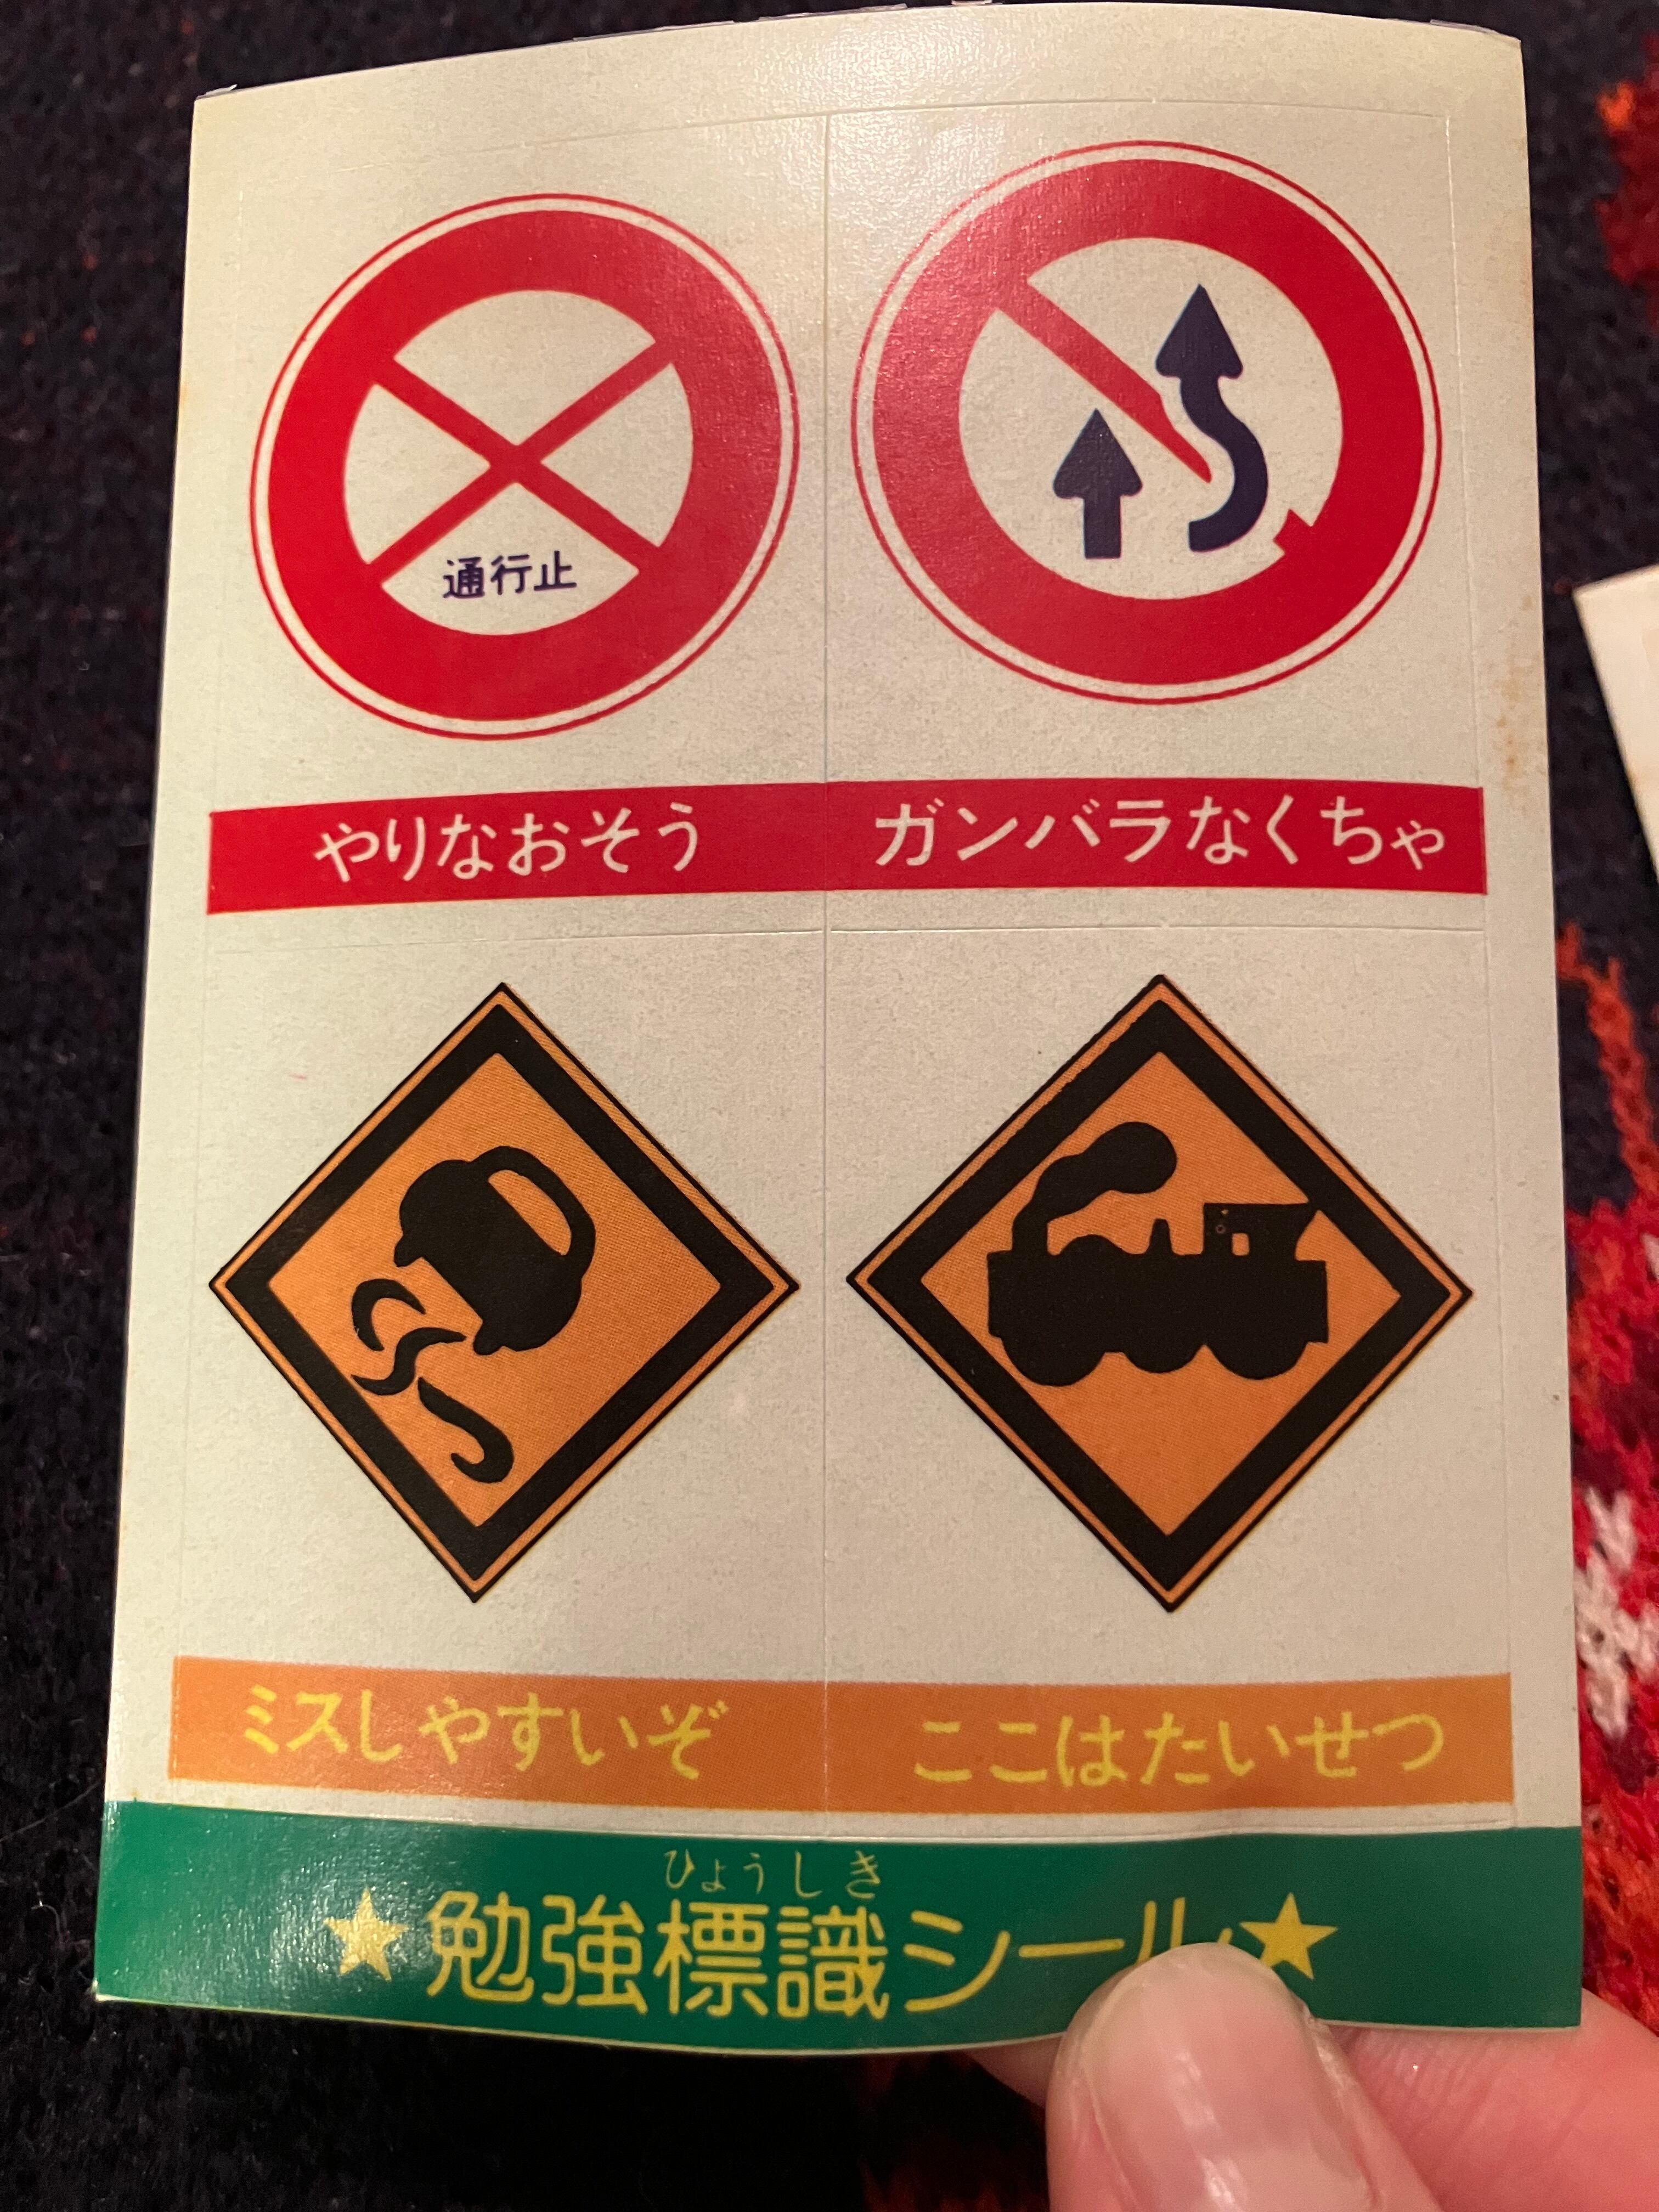 通行止
やりなおそう
ガンバラなくちゃ
ミスしやすいぞ
ここはたいせつ
ひょうしき
★勉強標識シール★